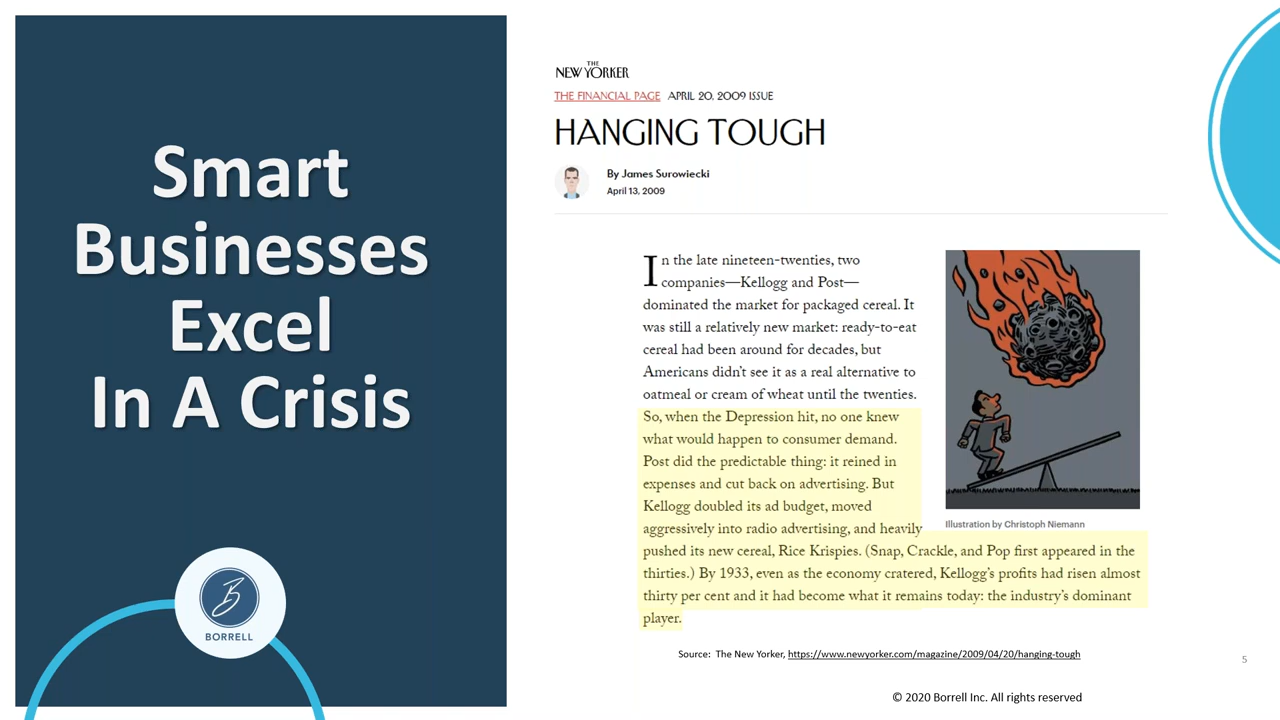 Smart
Businesses
Excel
In A Crisis
BORRELL
THE
NEW YORKER
THE FINANCIAL PAGE APRIL 20, 2009 ISSUE
HANGING TOUGH
By James Surowiecki
April 13, 2009
In the late nineteen-twenties, two
companies—Kellogg and Post—
dominated the market for packaged cereal. It
was still a relatively new market: ready-to-eat
cereal had been around for decades, but
Americans didn't see it as a real alternative to
oatmeal or cream of wheat until the twenties.
So, when the Depression hit, no one knew
what would happen to consumer demand.
Post did the predictable thing: it reined in
expenses and cut back on advertising. But
Kellogg doubled its ad budget, moved
aggressively into radio advertising, and heavily
pushed its new cereal, Rice Krispies. (Snap, Crackle, and Pop first appeared in the
thirties.) By 1933, even as the economy cratered, Kellogg's profits had risen almost
thirty per cent and it had become what it remains today: the industry's dominant
player.
Illustration by Christoph Niemann
Source: The New Yorker, https://www.newyorker.com/magazine/2009/04/20/hanging-tough
5
© 2020 Borrell Inc. All rights reserved